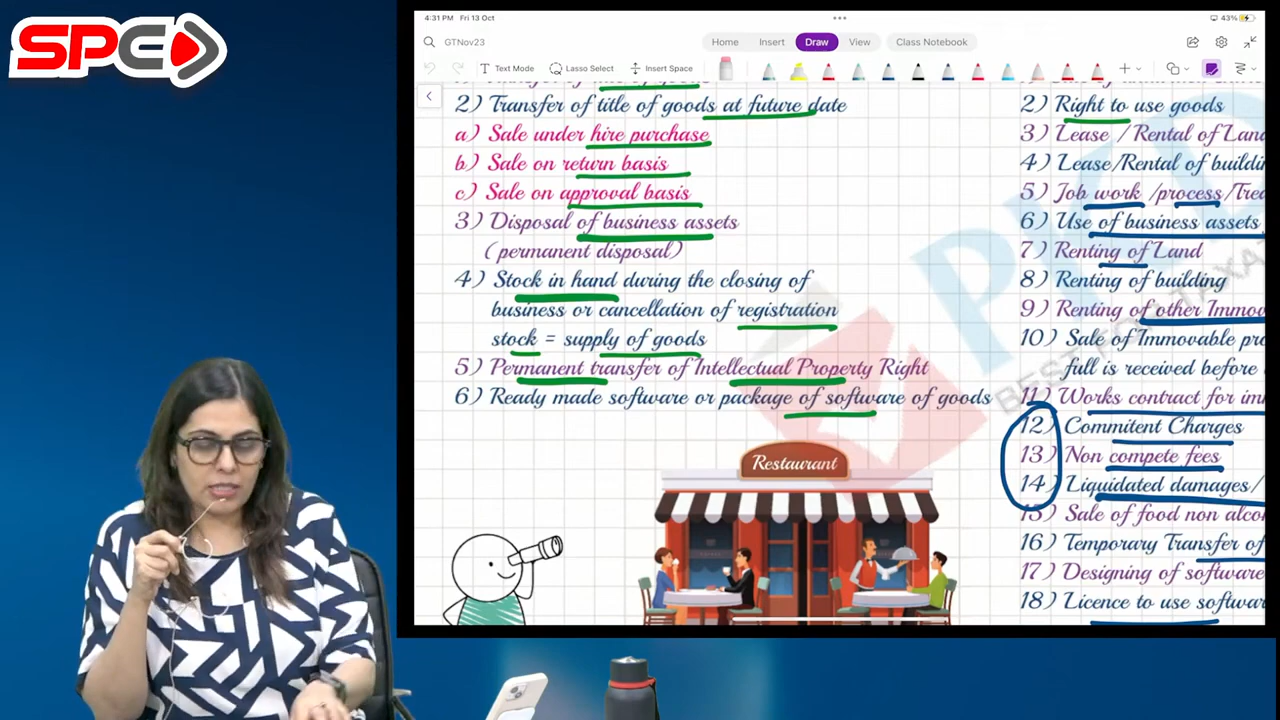 SPC
4:31 PM Fri 13 Oct
43%
GTNov23
Home Insert Draw View Class Notebook
Text Mode Lasso Select Insert Space
2) Transfer of title of goods at future date
a) Sale under hire purchase
b) Sale on return basis
c) Sale on approval basis
3) Disposal of business assets
(permanent disposal)
4) Stock in hand during the closing of
business or cancellation of registration
stock = supply of goods
5) Permanent transfer of Intellectual Property Right
6) Ready made software or package of software of goods
Restaurant
2) Right to use goods
3) Lease / Rental of Land
4) Lease/Rental of buildin
5) Job work /process/Trea
6) Use of business assets
7) Renting of Land
8) Renting of building
9) Renting of other Immov
10) Sale of Immovable pro
full is received before
11) Works contract for im
12) Commitent Charges
13) Non compete fees
14) Liquidated damages/
15) Sale of food non alco
16) Temporary Transfer of
17) Designing of software
18) Licence to use softwar